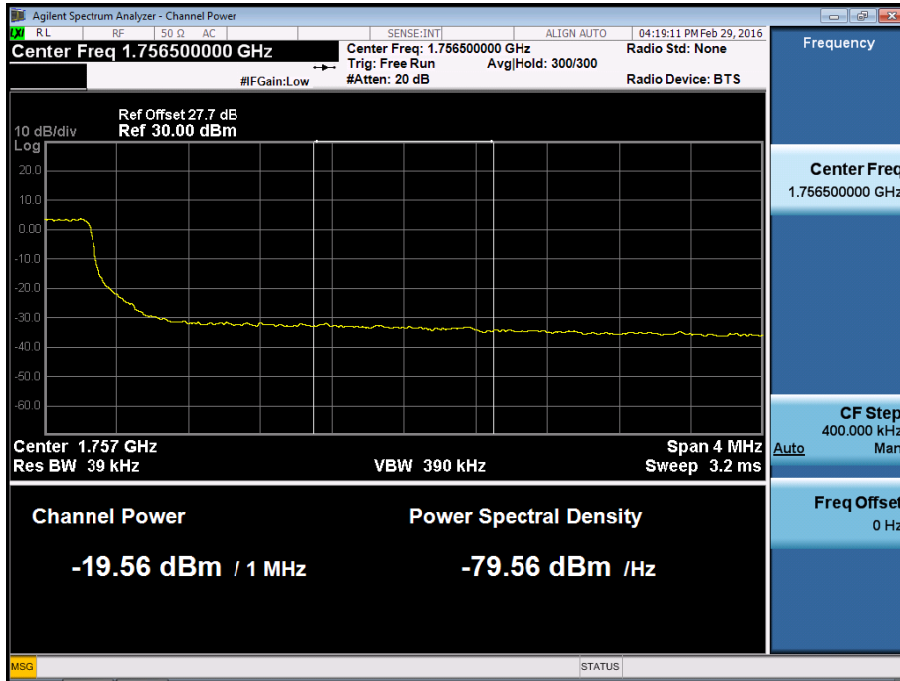 Agilent Spectrum Analyzer - Channel Power
LXI RL RF 50 Ω AC SENSE:INT ALIGN AUTO 04:19:11 PM Feb 29, 2016
Center Freq 1.756500000 GHz
Center Freq: 1.756500000 GHz Radio Std: None
Trig: Free Run Avg|Hold: 300/300
#IFGain:Low #Atten: 20 dB Radio Device: BTS
Ref Offset 27.7 dB
10 dB/div Ref 30.00 dBm
Log
20.0
10.0
0.00
-10.0
-20.0
-30.0
-40.0
-50.0
-60.0
Center 1.757 GHz Span 4 MHz
Res BW 39 kHz VBW 390 kHz Sweep 3.2 ms
Channel Power Power Spectral Density
-19.56 dBm / 1 MHz -79.56 dBm /Hz
MSG STATUS
Frequency
Center Freq
1.756500000 GHz
CF Step
400.000 kHz
Auto Man
Freq Offset
0 Hz